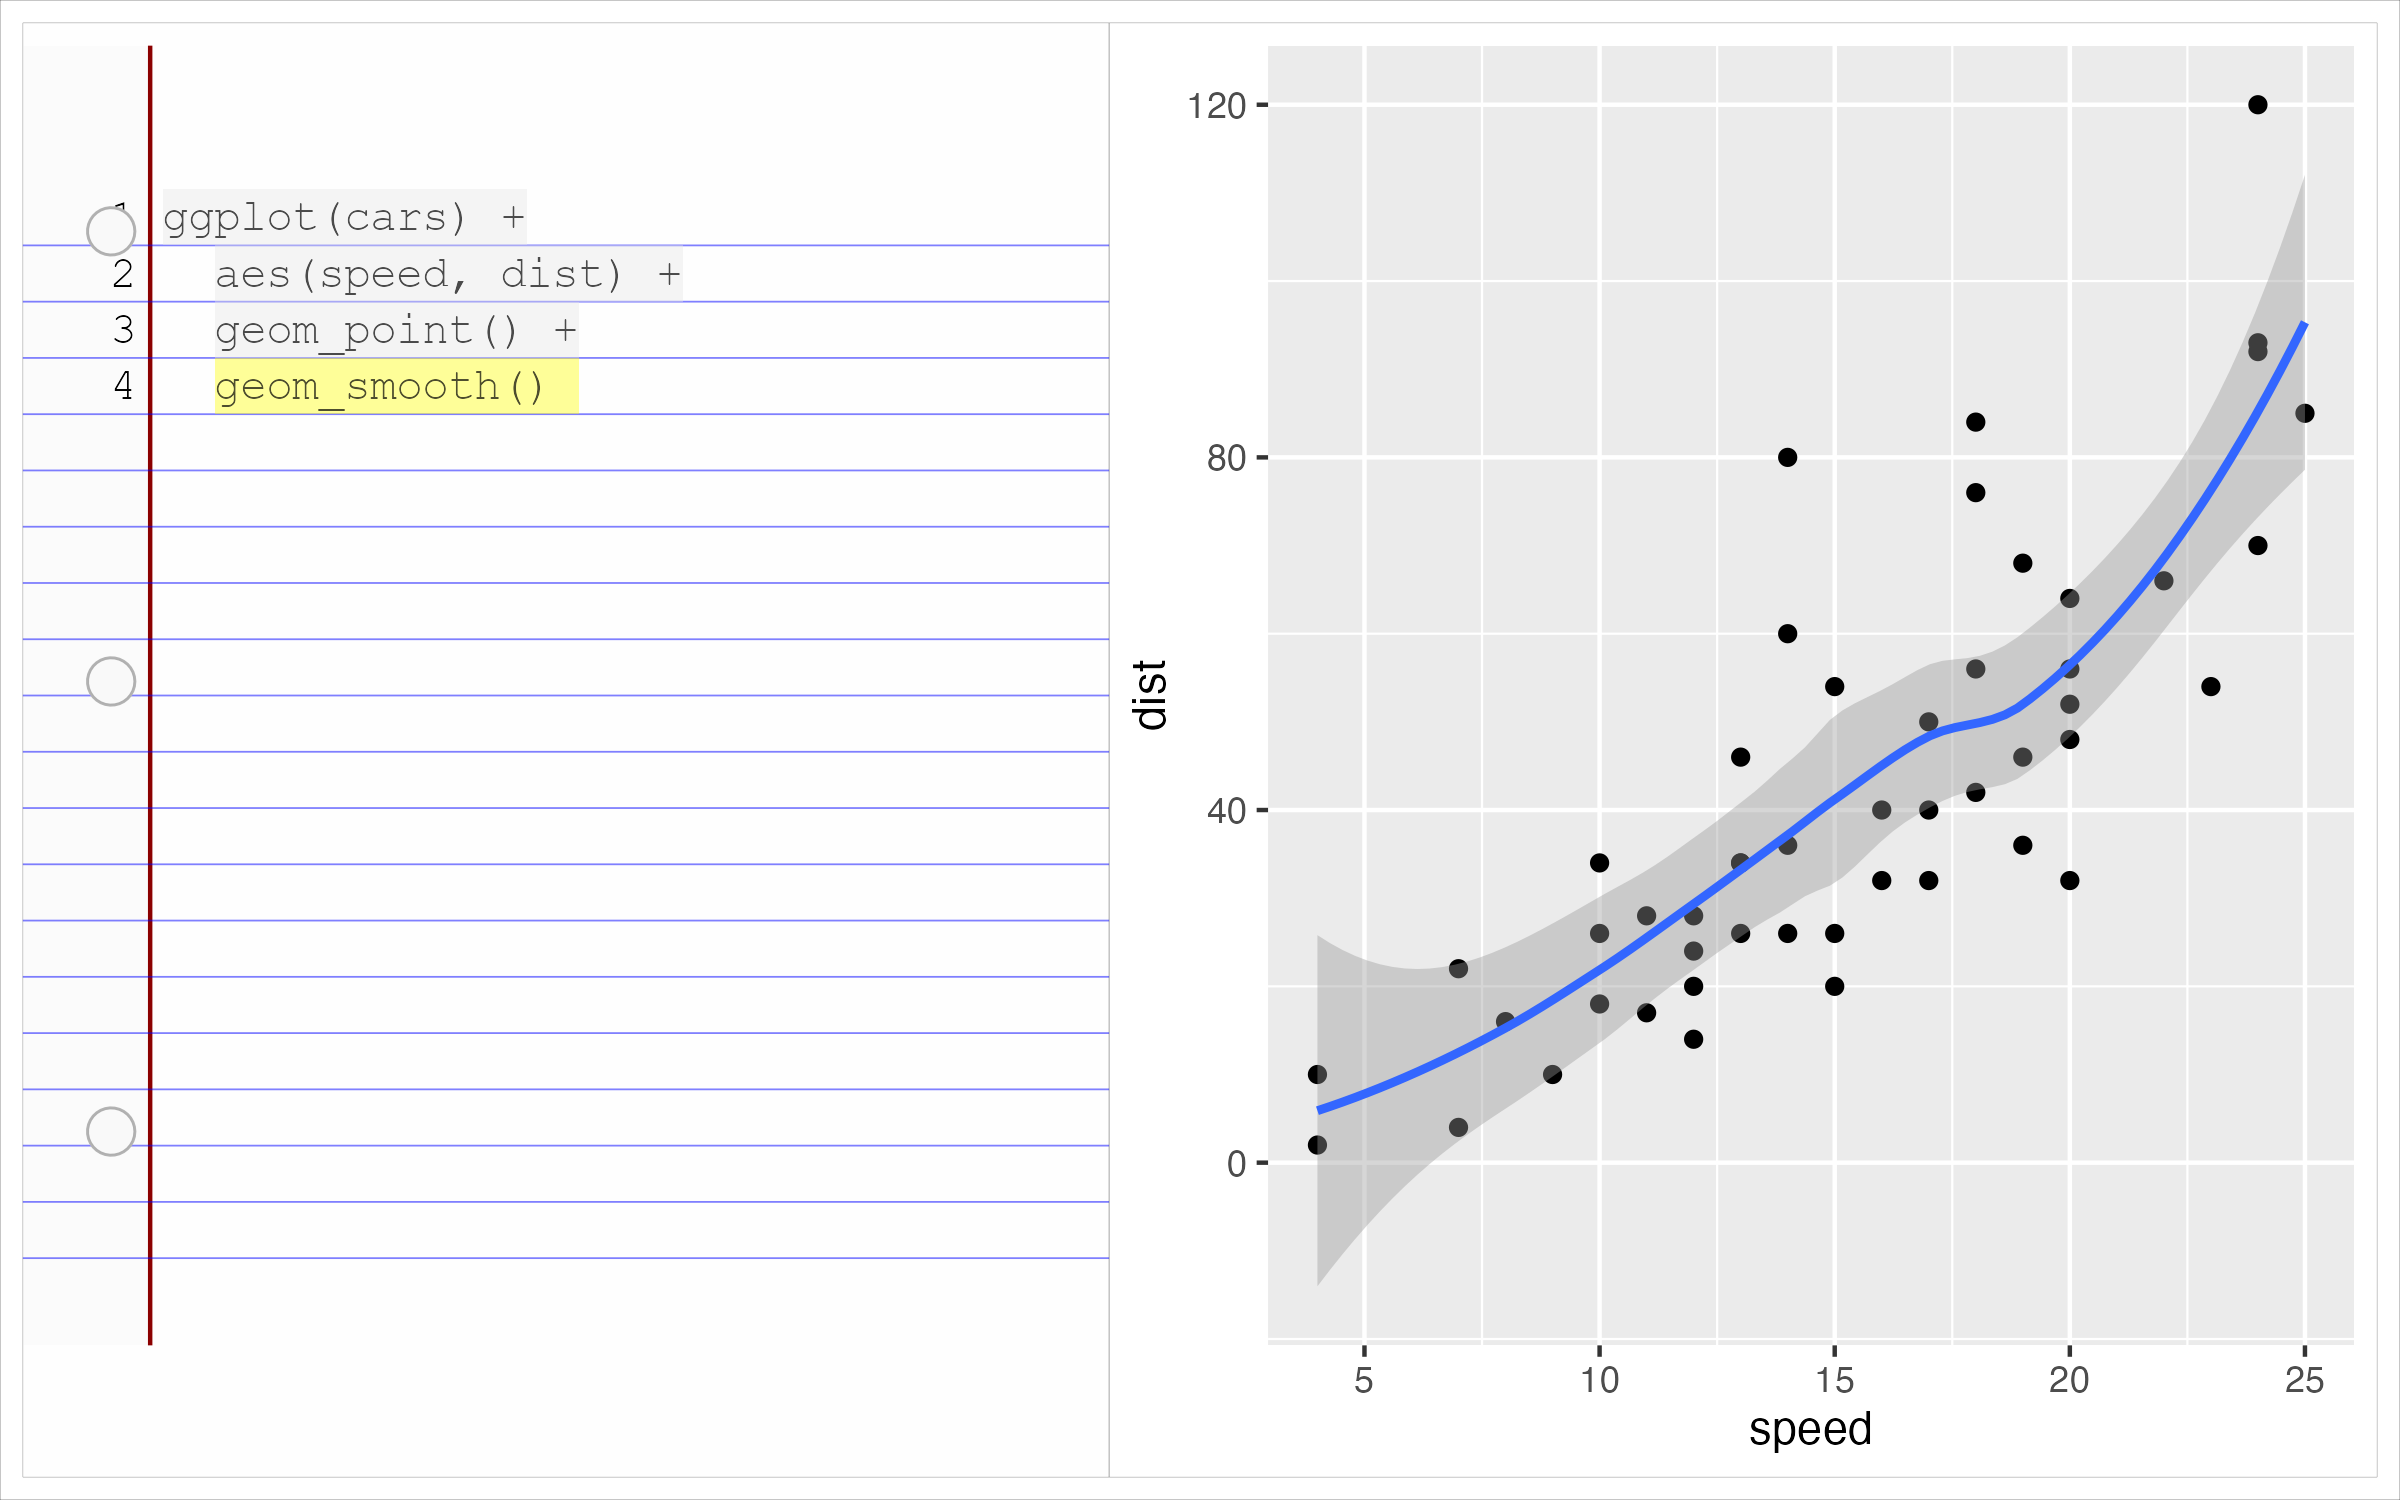 1 ggplot(cars) +
2 aes(speed, dist) +
3 geom_point() +
4 geom_smooth()
120
80
40
0
dist
5 10 15 20 25
speed